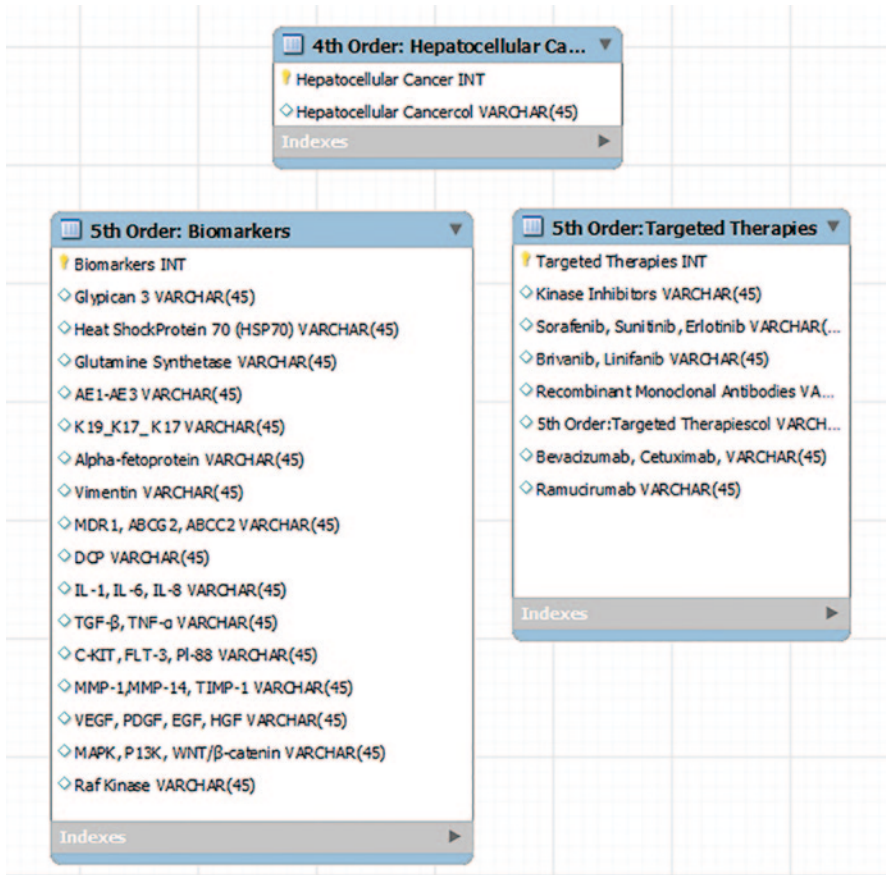 4th Order: Hepatocellular Ca...
Hepatocellular Cancer INT
Hepatocellular Cancercol VARCHAR(45)
Indexes
5th Order: Biomarkers
Biomarkers INT
Glypican 3 VARCHAR(45)
Heat ShockProtein 70 (HSP70) VARCHAR(45)
Glutamine Synthetase VARCHAR(45)
AE1-AE3 VARCHAR(45)
K19_K17_ K17 VARCHAR(45)
Alpha-fetoprotein VARCHAR(45)
Vimentin VARCHAR(45)
MDR1, ABCG2, ABCC2 VARCHAR(45)
DCP VARCHAR(45)
IL-1, IL-6, IL-8 VARCHAR(45)
TGF-β, TNF-α VARCHAR(45)
C-KIT, FLT-3, PI-88 VARCHAR(45)
MMP-1,MMP-14, TIMP-1 VARCHAR(45)
VEGF, PDGF, EGF, HGF VARCHAR(45)
MAPK, P13K, WNT/β-catenin VARCHAR(45)
Raf Kinase VARCHAR(45)
Indexes
5th Order:Targeted Therapies
Targeted Therapies INT
Kinase Inhibitors VARCHAR(45)
Sorafenib, Sunitinib, Erlotinib VARCHAR(...
Brivanib, Linifanib VARCHAR(45)
Recombinant Monoclonal Antibodies VA...
5th Order:Targeted Therapiescol VARCH...
Bevacizumab, Cetuximab, VARCHAR(45)
Ramucirumab VARCHAR(45)
Indexes